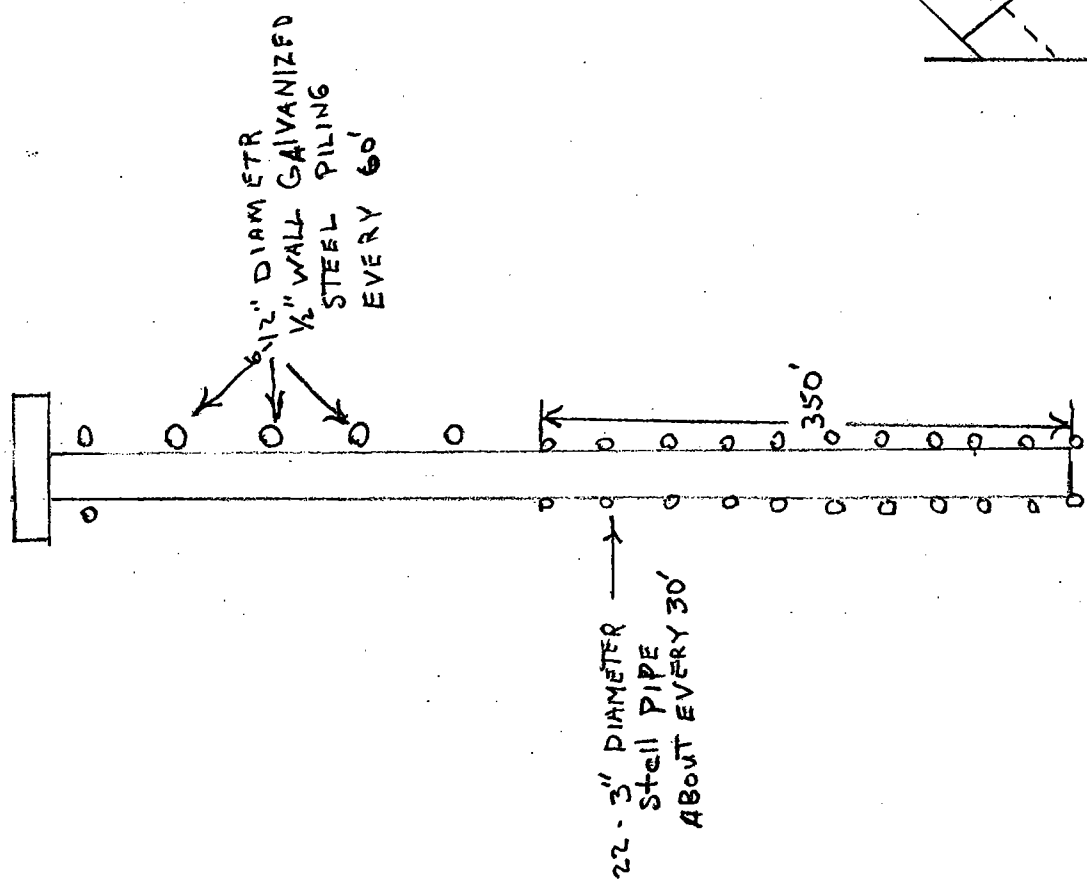 6-12" DIAMETR
1/2" WALL GAlVANIZED
STEEL PILING
EVERY 60'
350'
22 - 3" DIAMETER
Stell PIPE
ABOUT EVERY 30'